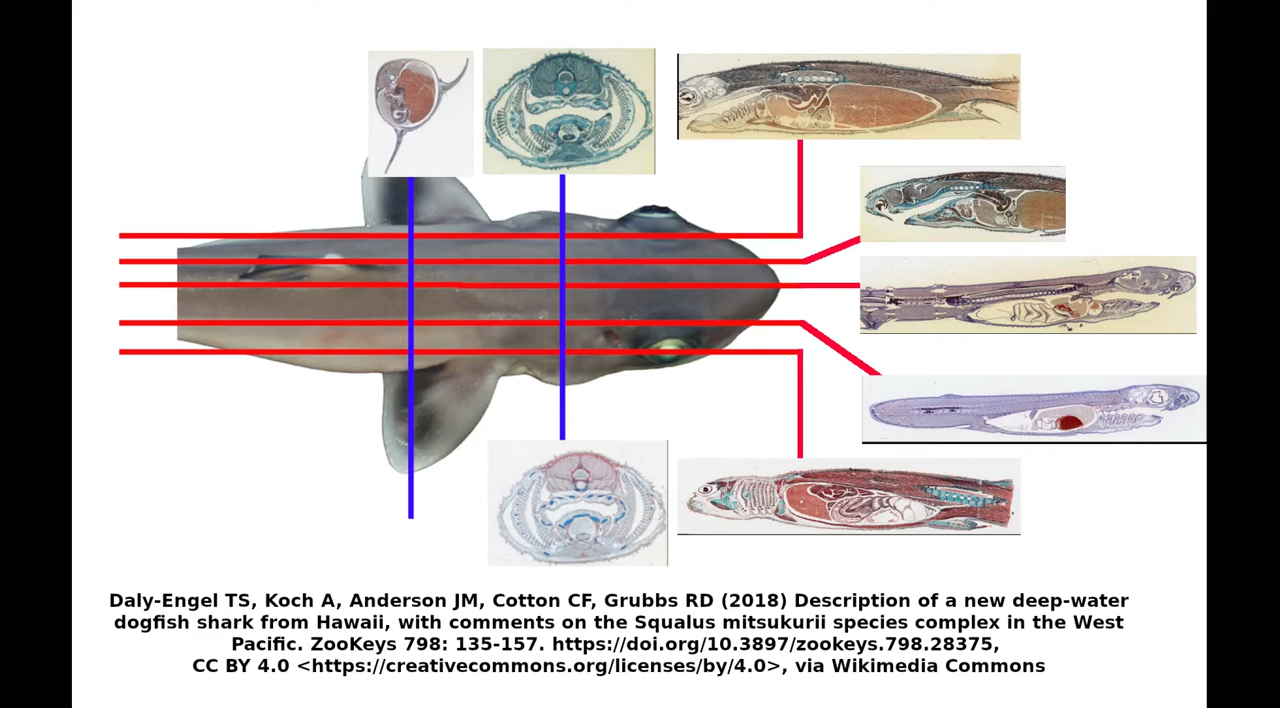 Daly-Engel TS, Koch A, Anderson JM, Cotton CF, Grubbs RD (2018) Description of a new deep-water
dogfish shark from Hawaii, with comments on the Squalus mitsukurii species complex in the West
Pacific. ZooKeys 798: 135-157. https://doi.org/10.3897/zookeys.798.28375,
CC BY 4.0 <https://creativecommons.org/licenses/by/4.0>, via Wikimedia Commons